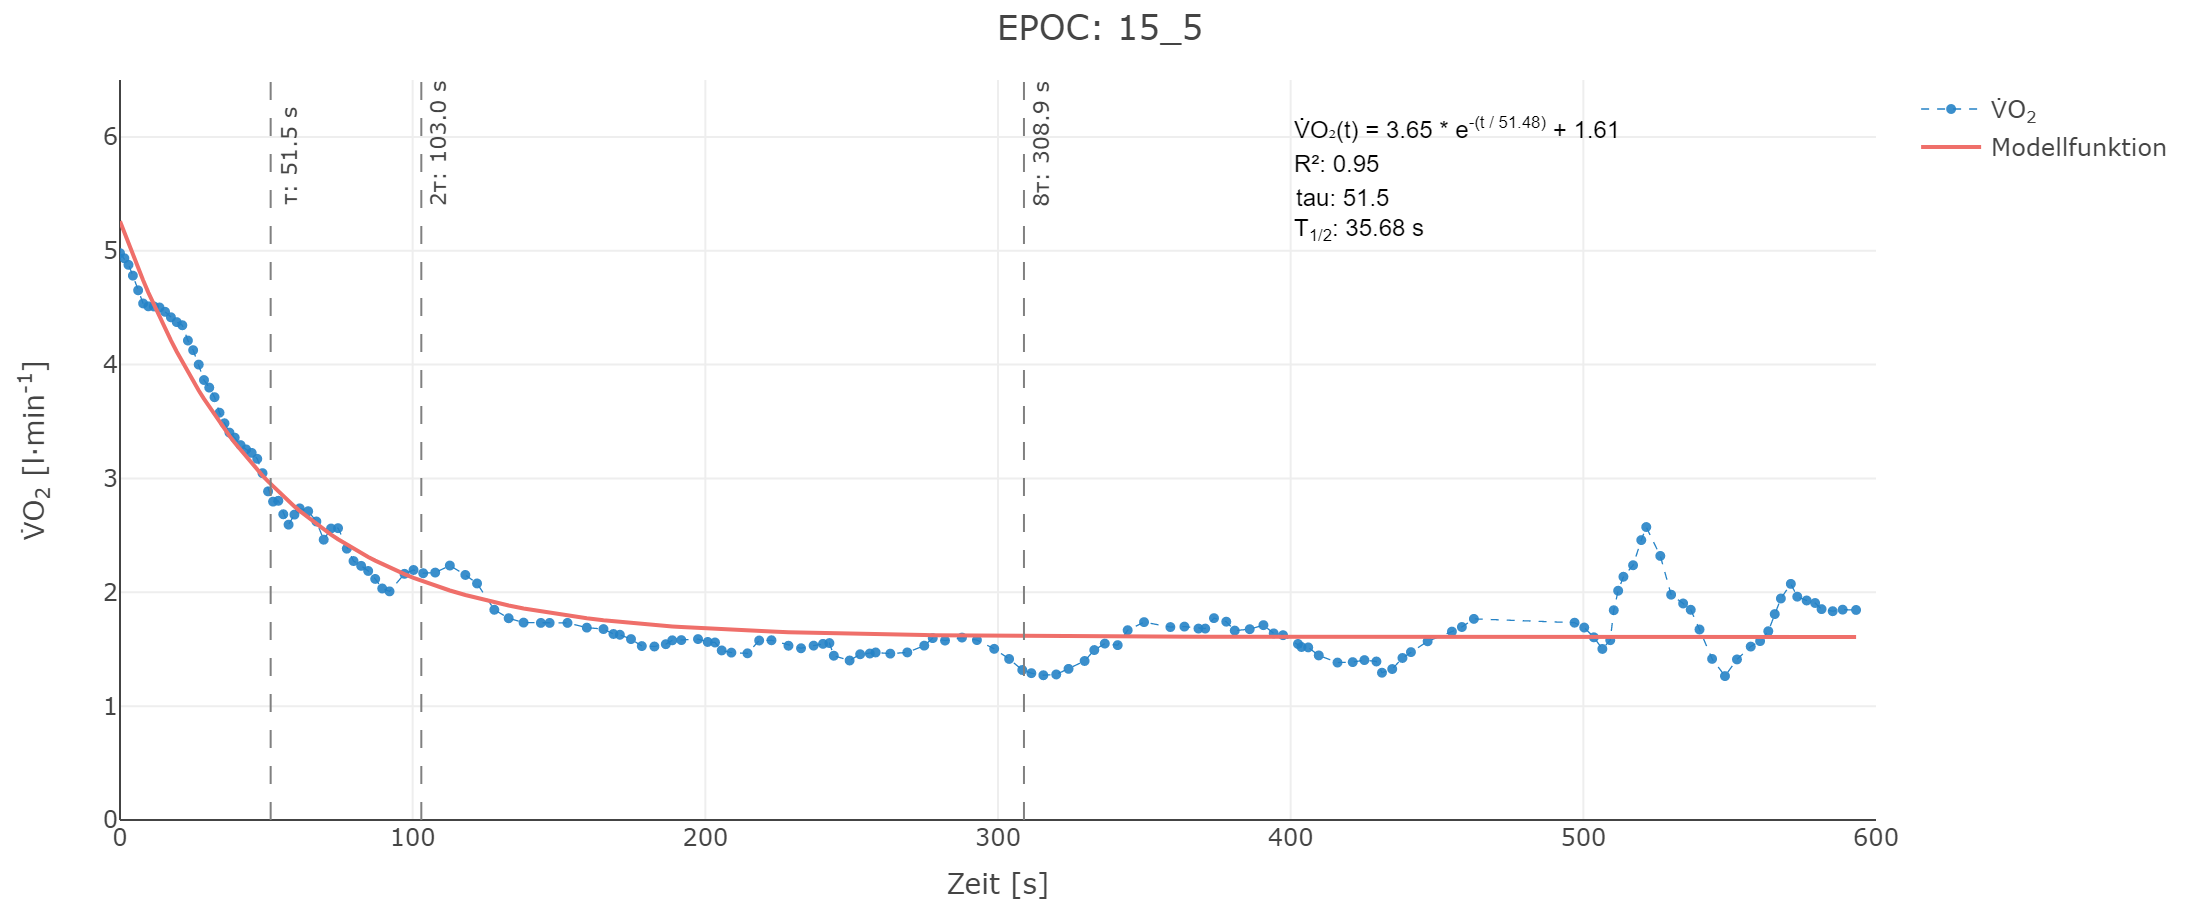 EPOC: 15_5
τ: 51.5 s
2τ: 103.0 s
8τ: 308.9 s
V̇O₂(t) = 3.65 * e^-(t / 51.48) + 1.61
R²: 0.95
tau: 51.5
T₁/₂: 35.68 s
V̇O₂
Modellfunktion
V̇O₂ [l·min⁻¹]
6
5
4
3
2
1
0
0 100 200 300 400 500 600
Zeit [s]